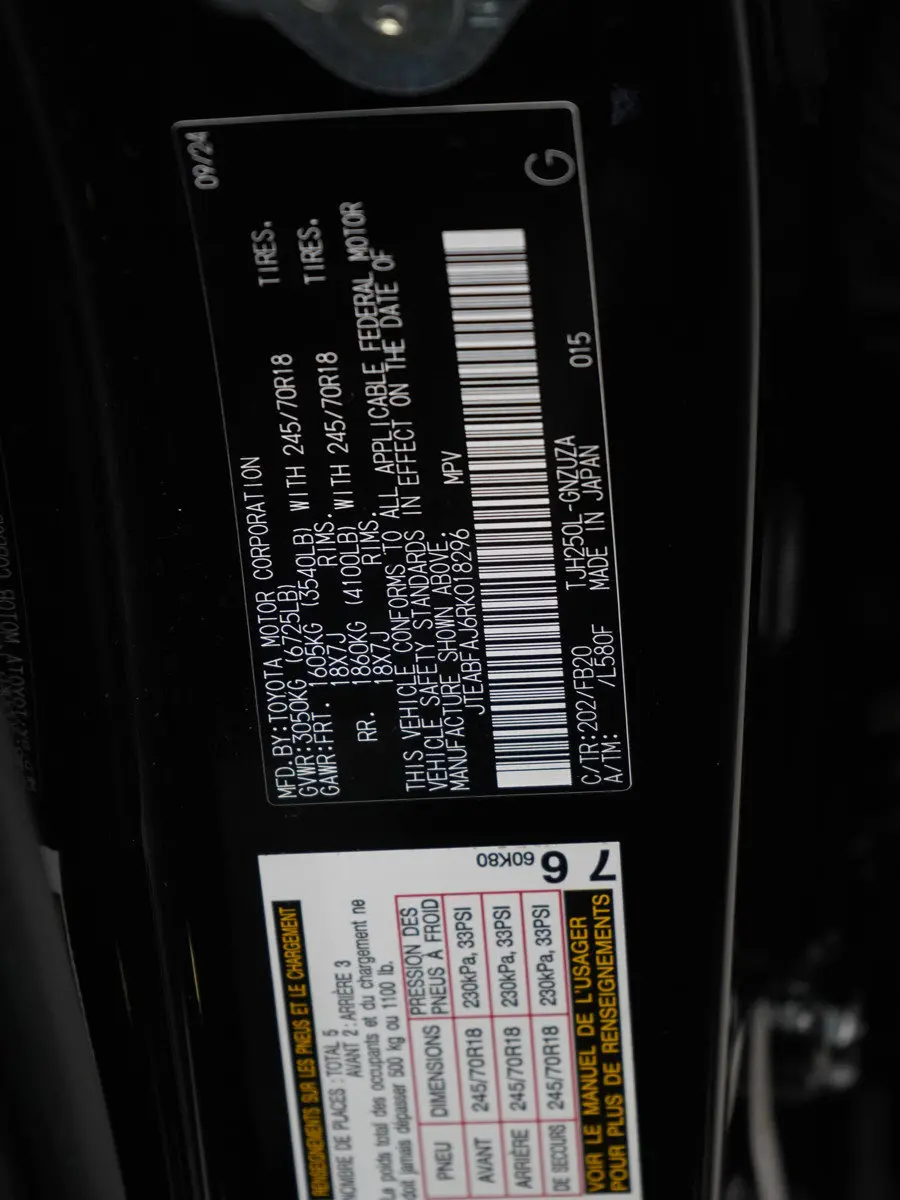 09/24
MFD.BY:TOYOTA MOTOR CORPORATION
GVWR:3050KG (6725LB)
GAWR:FRT. 1605KG (3540LB) WITH 245/70R18 TIRES.
18X7J RIMS.
RR. 1860KG (4100LB) WITH 245/70R18 TIRES.
18X7J RIMS.
THIS VEHICLE CONFORMS TO ALL APPLICABLE FEDERAL MOTOR
VEHICLE SAFETY STANDARDS IN EFFECT ON THE DATE OF
MANUFACTURE SHOWN ABOVE.
JTEABFAJ6RK018296 MPV
C/TR:202/FB20 TJH250L-GNZUZA 015
A/TM: /L580F MADE IN JAPAN
G
RENSEIGNEMENTS SUR LES PNEUS ET LE CHARGEMENT
NOMBRE DE PLACES : TOTAL 5
AVANT 2 : ARRIÈRE 3
Le poids total des occupants et du chargement ne
doit jamais dépasser 500 kg ou 1100 lb.
PNEU DIMENSIONS PRESSION DES PNEUS À FROID
AVANT 245/70R18 230kPa, 33PSI
ARRIÈRE 245/70R18 230kPa, 33PSI
DE SECOURS 245/70R18 230kPa, 33PSI
VOIR LE MANUEL DE L'USAGER
POUR PLUS DE RENSEIGNEMENTS
7 6
60K80